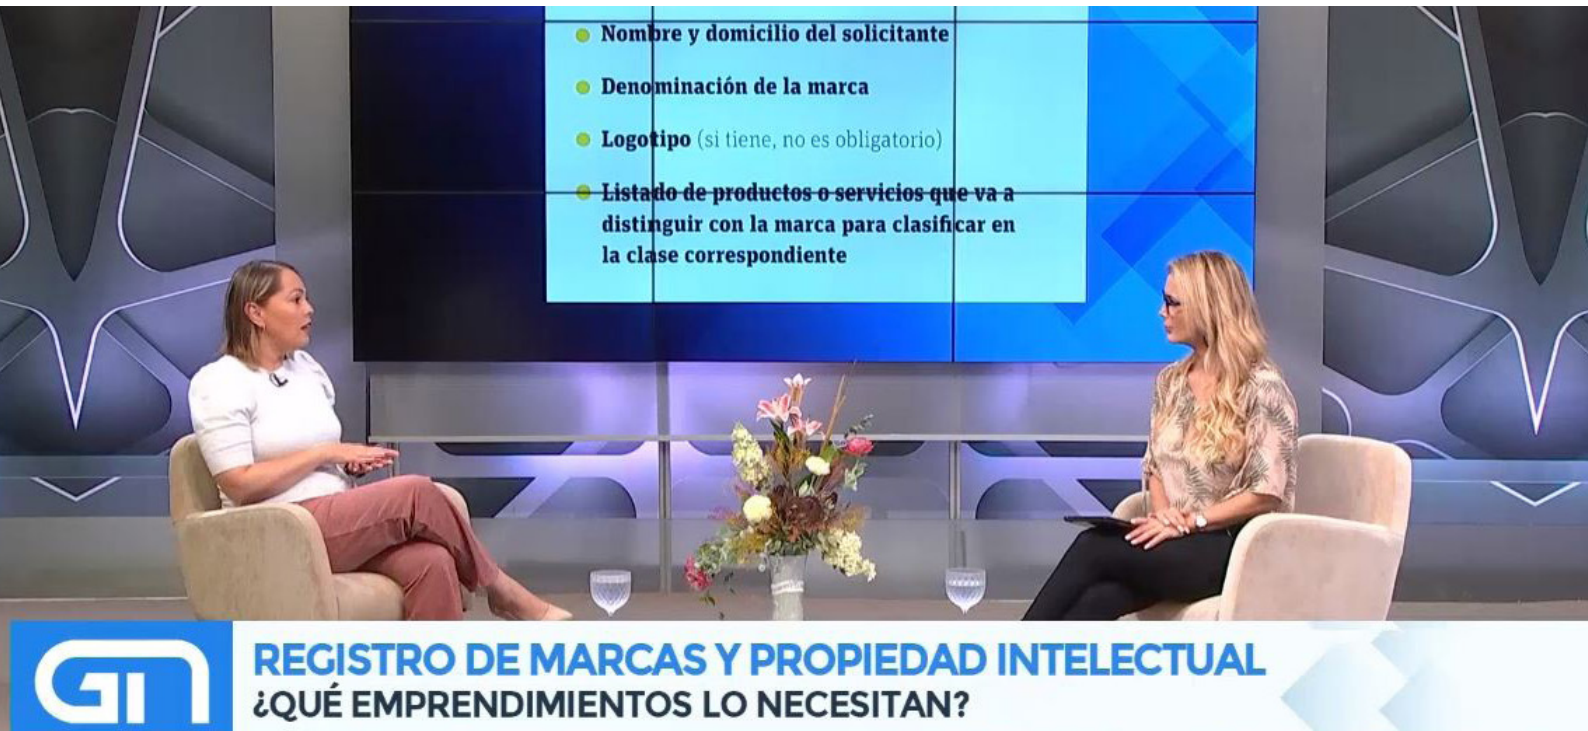 Nombre y domicilio del solicitante
Denominación de la marca
Logotipo (si tiene, no es obligatorio)
Listado de productos o servicios que va a
distinguir con la marca para clasificar en
la clase correspondiente
GN
REGISTRO DE MARCAS Y PROPIEDAD INTELECTUAL
¿QUÉ EMPRENDIMIENTOS LO NECESITAN?